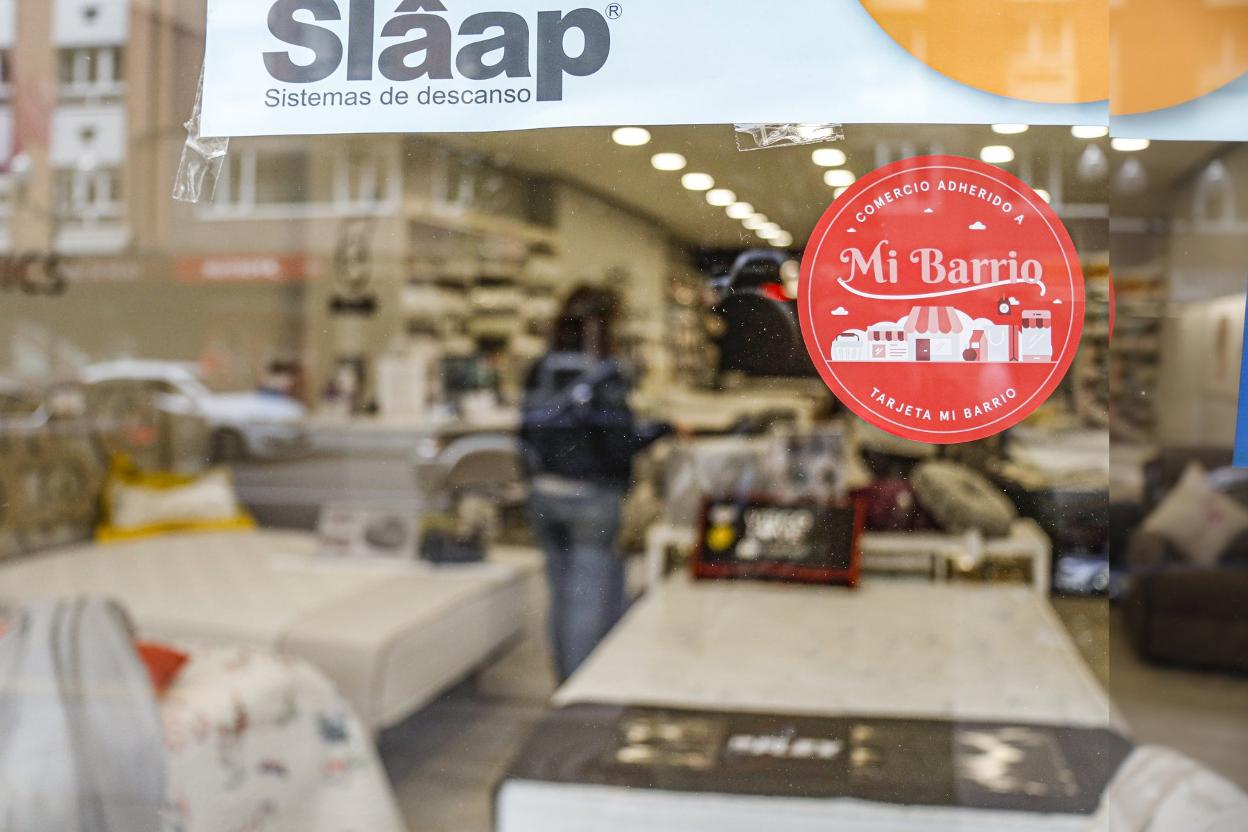 Slâap®
Sistemas de descanso
COMERCIO ADHERIDO A
Mi Barrio
TARJETA MI BARRIO